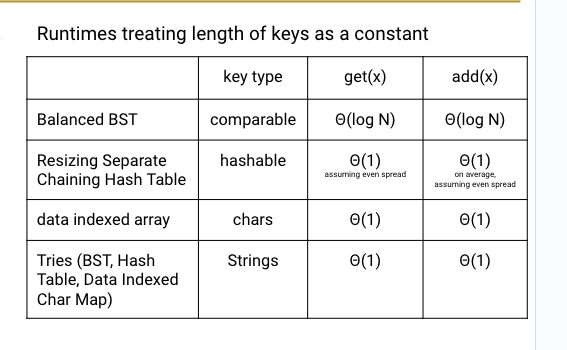 Runtimes treating length of keys as a constant
key type get(x) add(x)
Balanced BST comparable Θ(log N) Θ(log N)
Resizing Separate hashable Θ(1) Θ(1)
Chaining Hash Table assuming even spread on average,
assuming even spread
data indexed array chars Θ(1) Θ(1)
Tries (BST, Hash Strings Θ(1) Θ(1)
Table, Data Indexed
Char Map)